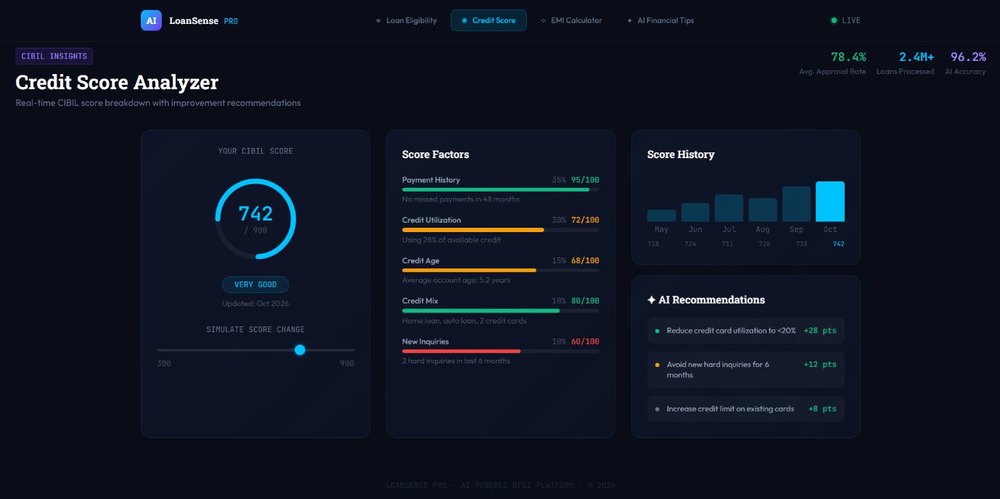 AI LoanSense PRO
Loan Eligibility
Credit Score
EMI Calculator
AI Financial Tips
LIVE
CIBIL INSIGHTS
Credit Score Analyzer
Real-time CIBIL score breakdown with improvement recommendations
78.4% 2.4M+ 96.2%
Avg. Approval Rate Loans Processed AI Accuracy
YOUR CIBIL SCORE
742
/ 900
VERY GOOD
Updated: Oct 2026
SIMULATE SCORE CHANGE
300 900
Score Factors
Payment History 35% 95/100
No missed payments in 48 months
Credit Utilization 30% 72/100
Using 28% of available credit
Credit Age 15% 68/100
Average account age: 5.2 years
Credit Mix 10% 80/100
Home loan, auto loan, 2 credit cards
New Inquiries 10% 60/100
2 hard inquiries in last 6 months
Score History
May Jun Jul Aug Sep Oct
718 724 731 728 738 742
✦ AI Recommendations
Reduce credit card utilization to <20% +28 pts
Avoid new hard inquiries for 6 +12 pts
months
Increase credit limit on existing cards +8 pts
LOANSENSE PRO · AI-POWERED BFSI PLATFORM · © 2026